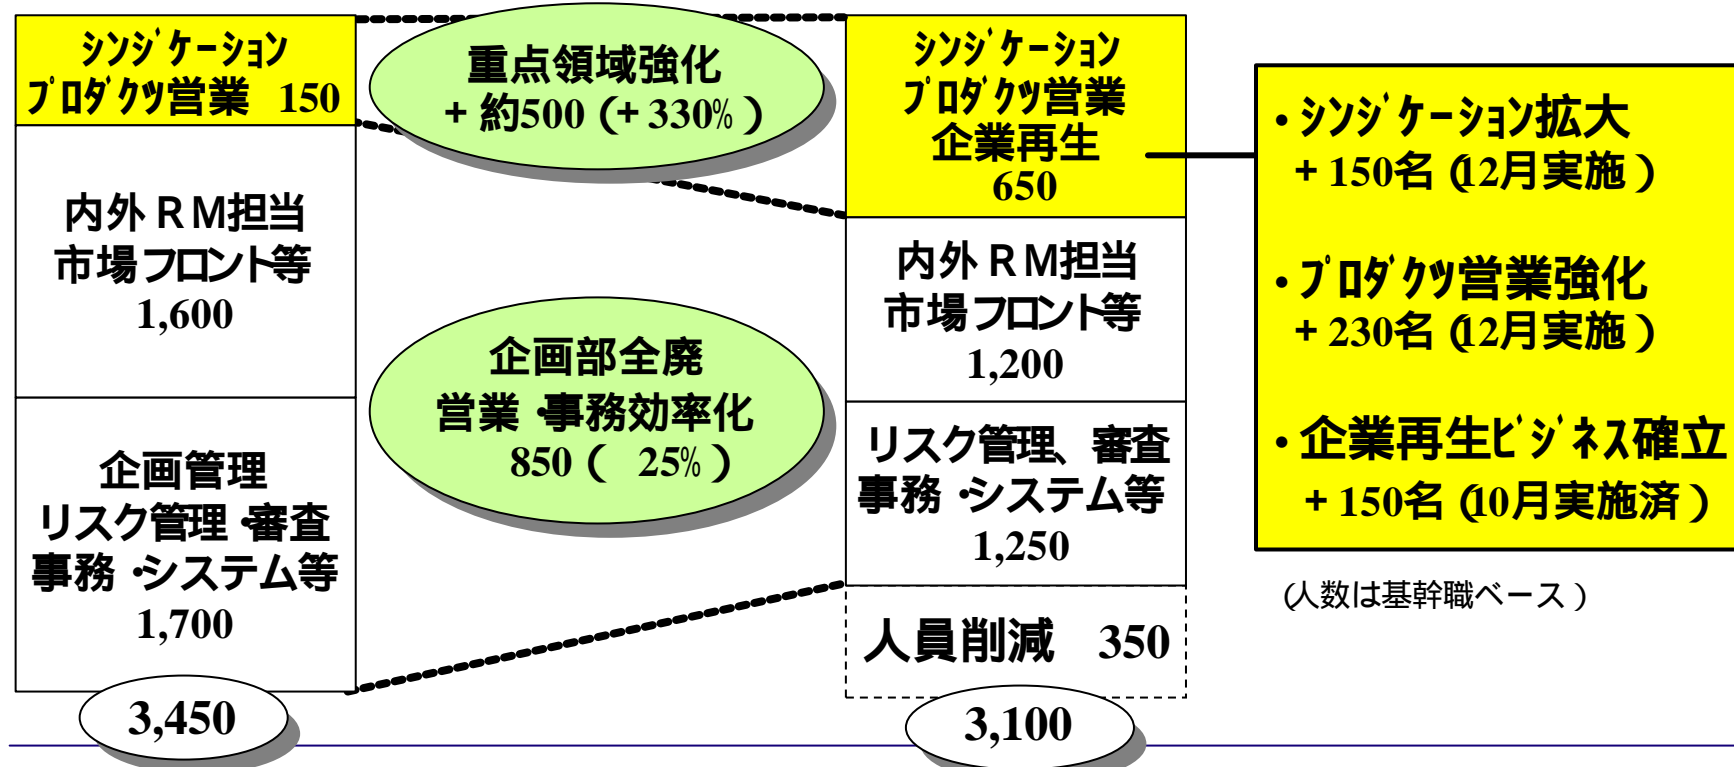 ｼﾝｼﾞｹｰｼｮﾝ
ﾌﾟﾛﾀﾞｸﾂ営業 150
内外RM担当
市場フロント等
1,600
企画管理
リスク管理・審査
事務・システム等
1,700
3,450
重点領域強化
+約500(+330%)
企画部全廃
営業・事務効率化
850( 25%)
ｼﾝｼﾞｹｰｼｮﾝ
ﾌﾟﾛﾀﾞｸﾂ営業
企業再生
650
内外RM担当
市場フロント等
1,200
リスク管理、審査
事務・システム等
1,250
人員削減 350
3,100
・ｼﾝｼﾞｹｰｼｮﾝ拡大
+150名(12月実施)
・ﾌﾟﾛﾀﾞｸﾂ営業強化
+230名(12月実施)
・企業再生ﾋﾞｼﾞﾈｽ確立
+150名(10月実施済)
(人数は基幹職ベース)